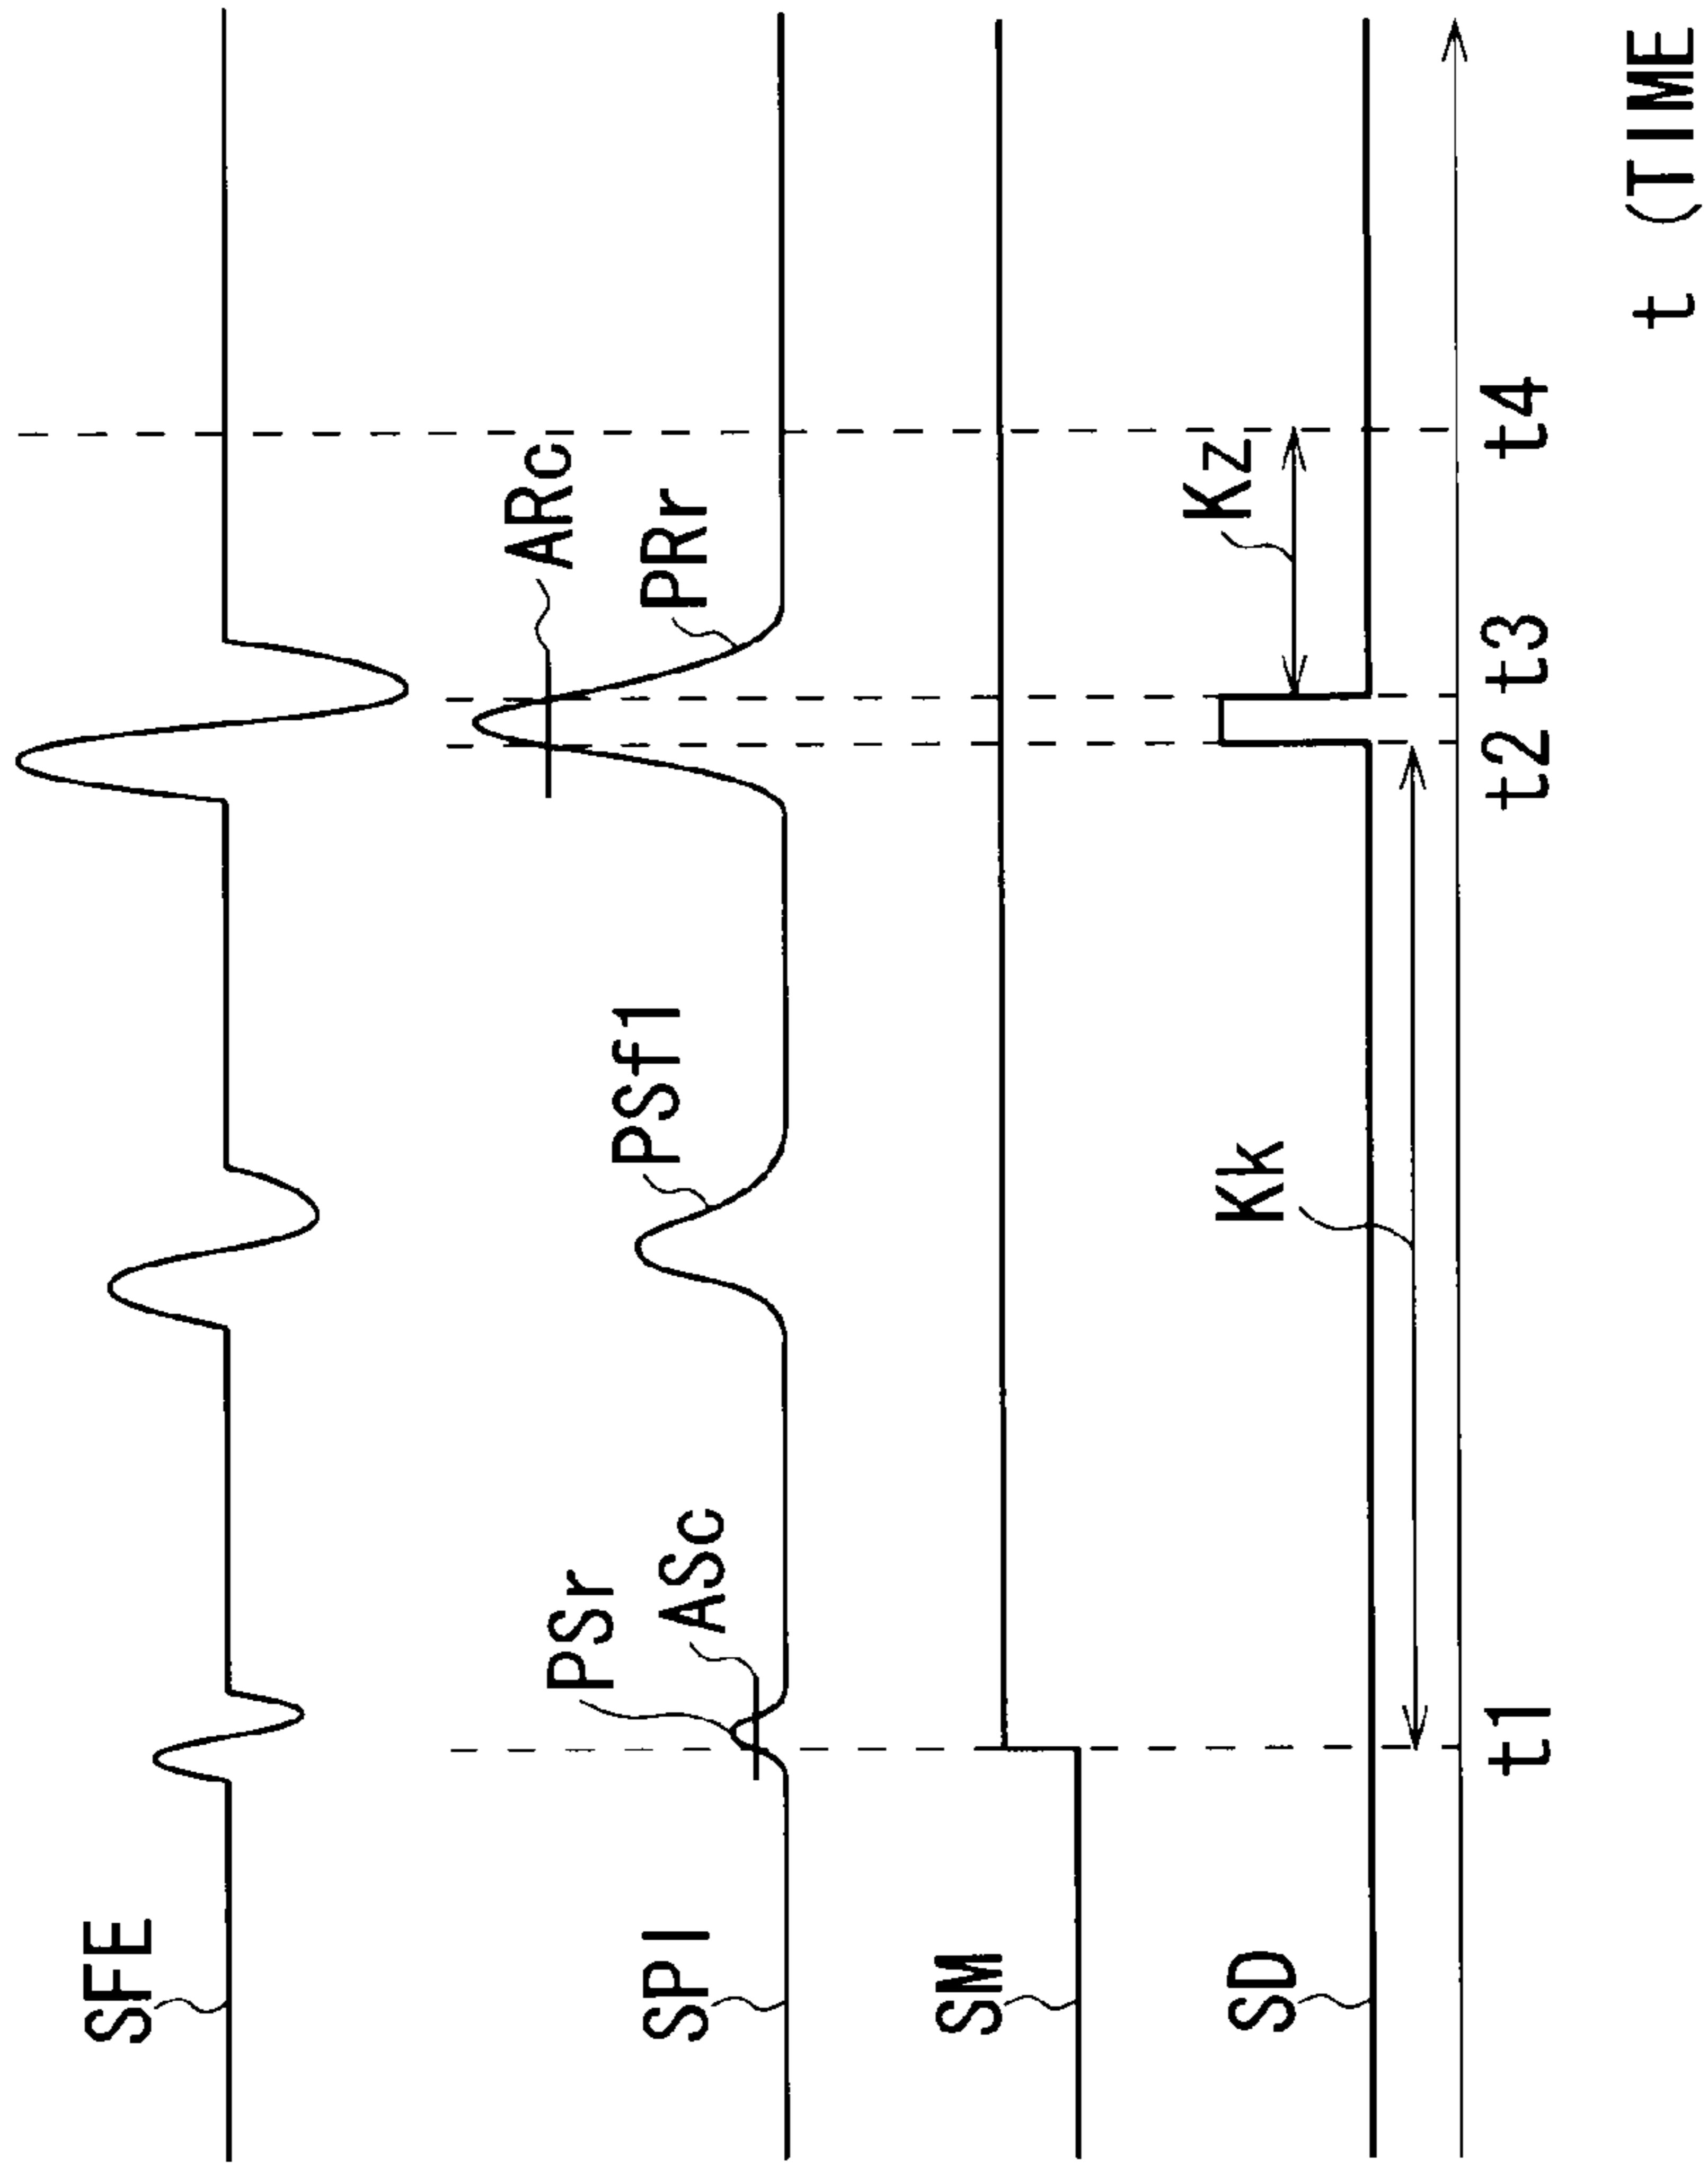 SFE
SPI
SM
SD
PSr
ASc
PSf1
ARc
PRr
Kk
Kz
t1
t2
t3
t4
t (TIME